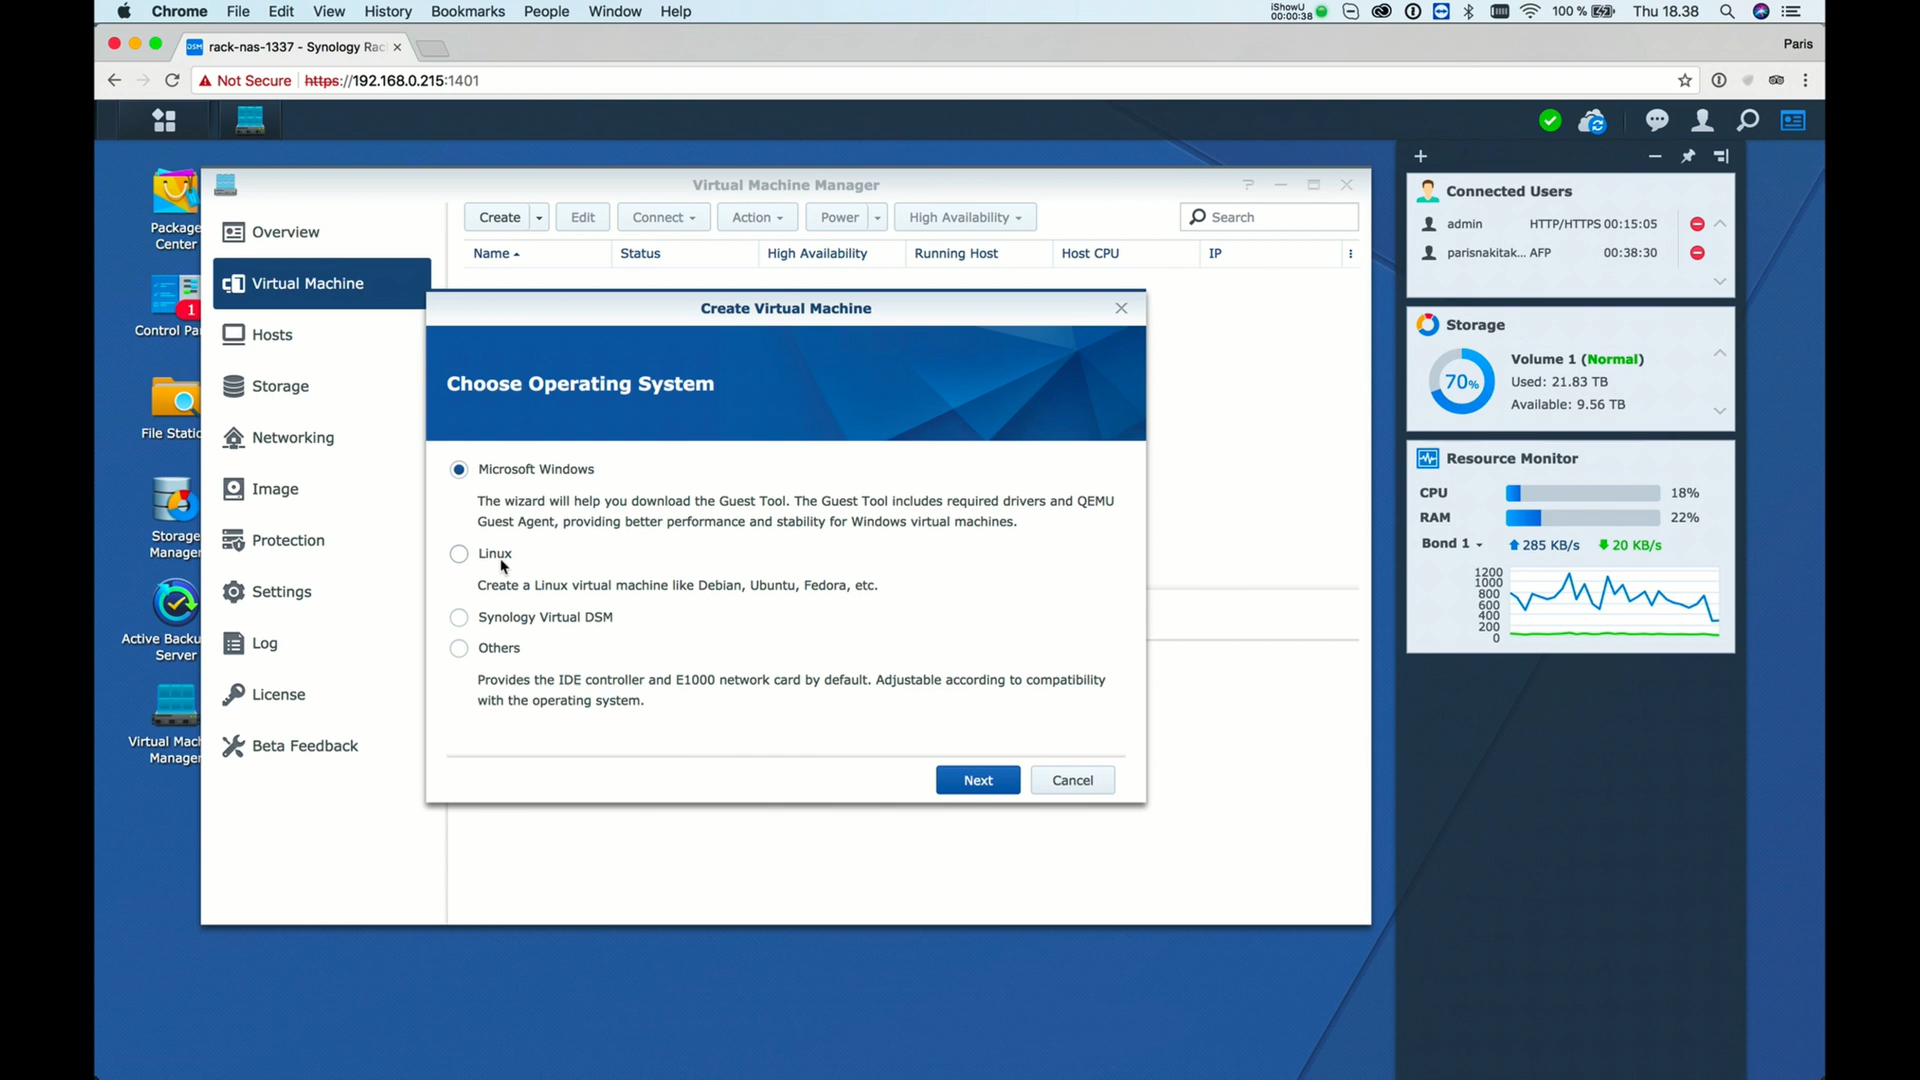 Chrome File Edit View History Bookmarks People Window Help
iShowU
00:00:38
100 %
Thu 18.38
DSM
rack-nas-1337 - Synology Rac
Paris
Not Secure https://192.168.0.215:1401
Package
Center
1
Control Pa
File Static
Storage
Manager
Active Backu
Server
Virtual Mach
Manager
Virtual Machine Manager
Overview
Virtual Machine
Hosts
Storage
Networking
Image
Protection
Settings
Log
License
Beta Feedback
Create Edit Connect Action Power High Availability Search
Name Status High Availability Running Host Host CPU IP
Create Virtual Machine
Choose Operating System
Microsoft Windows
The wizard will help you download the Guest Tool. The Guest Tool includes required drivers and QEMU
Guest Agent, providing better performance and stability for Windows virtual machines.
Linux
Create a Linux virtual machine like Debian, Ubuntu, Fedora, etc.
Synology Virtual DSM
Others
Provides the IDE controller and E1000 network card by default. Adjustable according to compatibility
with the operating system.
Next Cancel
Connected Users
admin HTTP/HTTPS 00:15:05
parisnakitak... AFP 00:38:30
Storage
70%
Volume 1 (Normal)
Used: 21.83 TB
Available: 9.56 TB
Resource Monitor
CPU 18%
RAM 22%
Bond 1 285 KB/s 20 KB/s
1200
1000
800
600
400
200
0